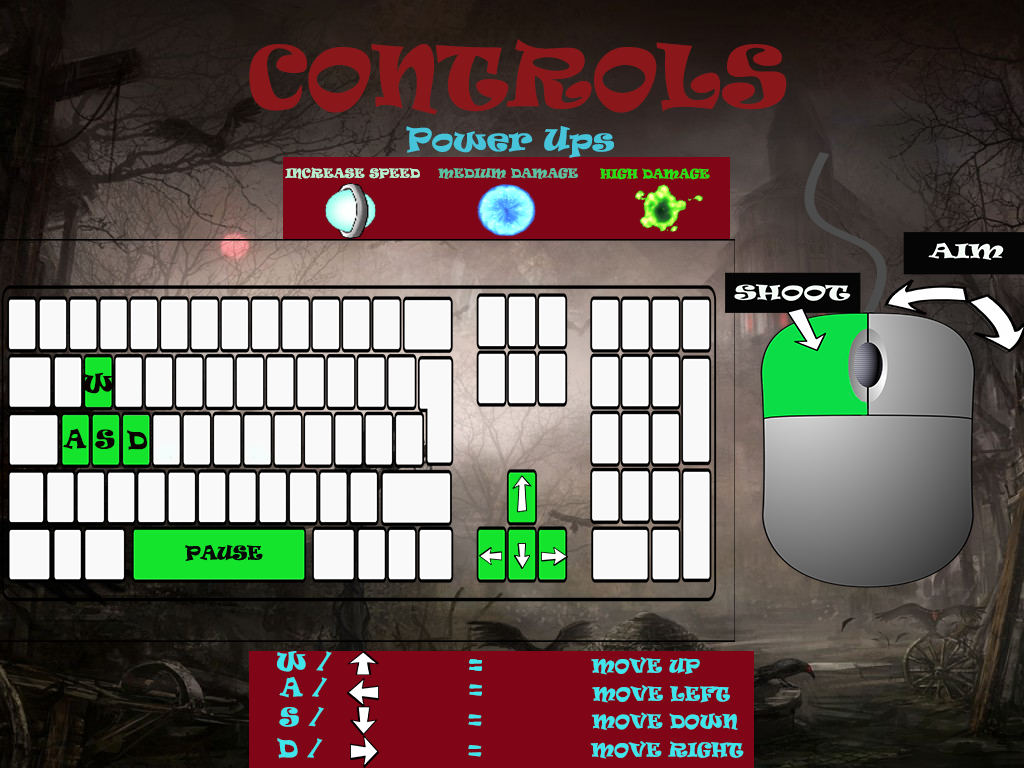 CONTROLS
Power Ups
INCREASE SPEED MEDIUM DAMAGE HIGH DAMAGE
AIM
SHOOT
W
A S D
PAUSE
W / = MOVE UP
A / = MOVE LEFT
S / = MOVE DOWN
D / = MOVE RIGHT